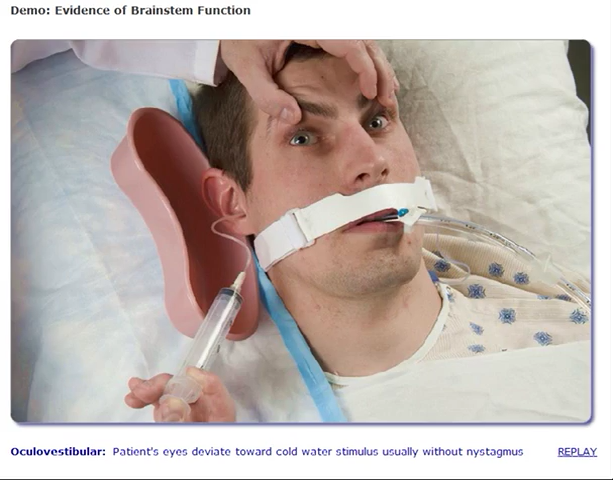 Demo: Evidence of Brainstem Function
Oculovestibular: Patient's eyes deviate toward cold water stimulus usually without nystagmus REPLAY